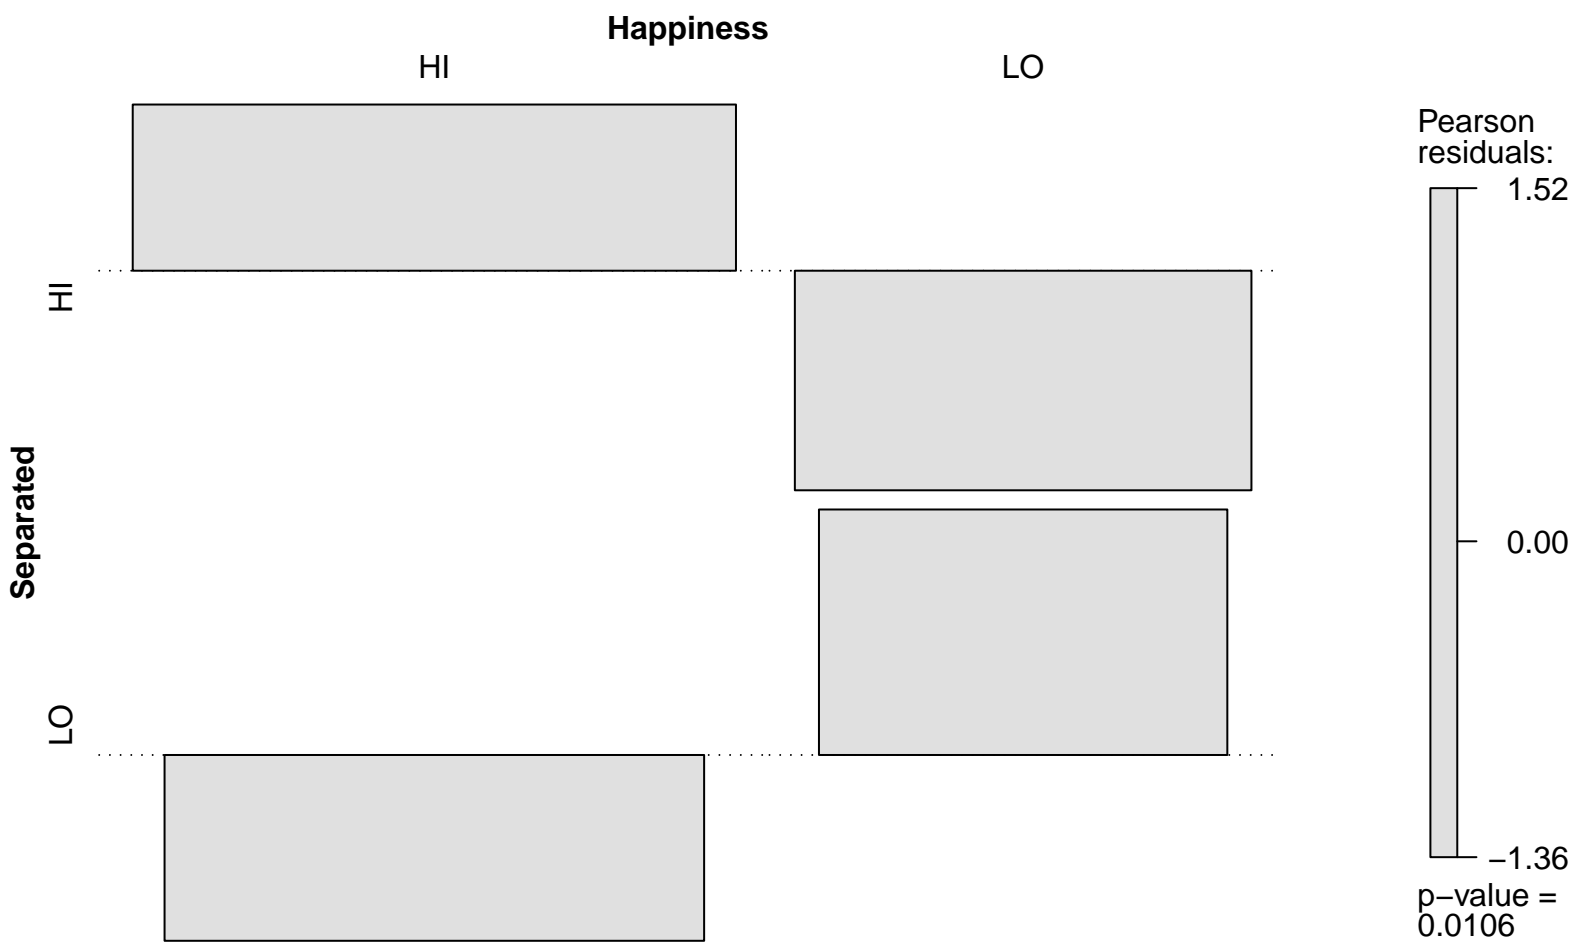 Happiness
HI
LO
Separated
HI
LO
Pearson
residuals:
1.52
0.00
−1.36
p−value =
0.0106